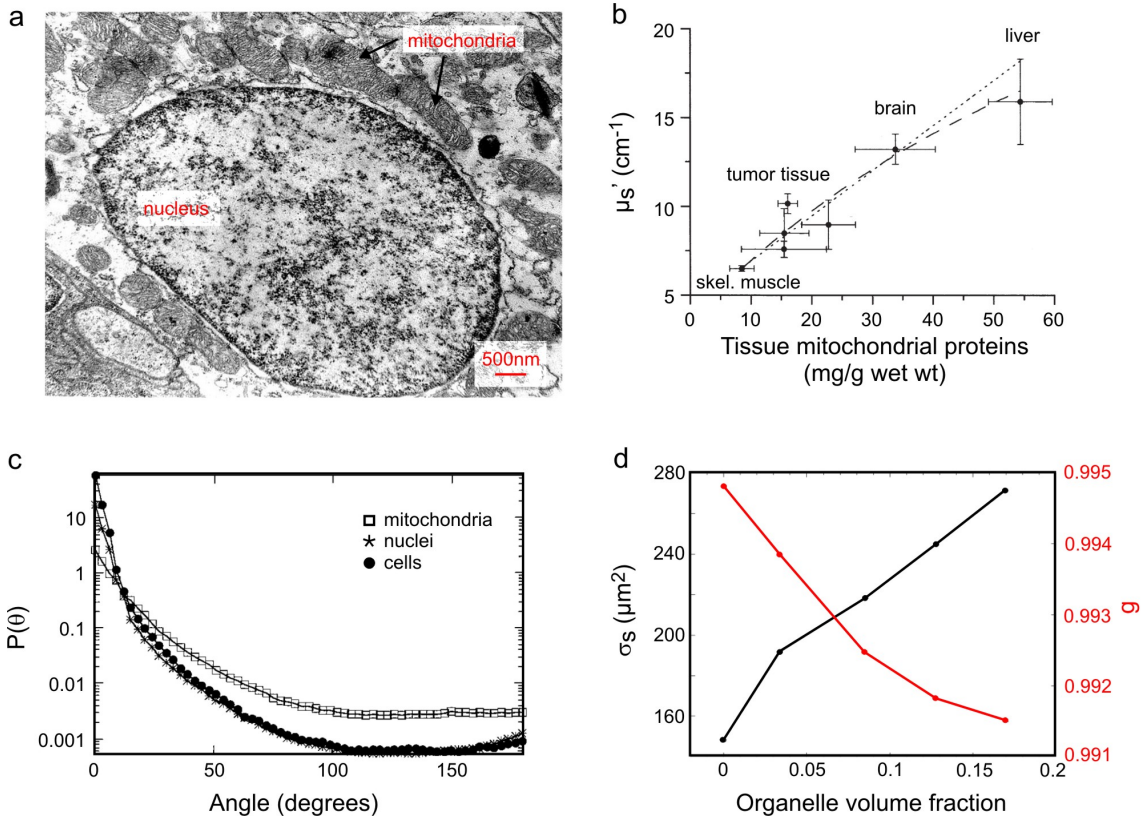 a
mitochondria
nucleus
500nm
b
20
15
10
5
μs’ (cm-1)
liver
brain
tumor tissue
skel. muscle
0 10 20 30 40 50 60
Tissue mitochondrial proteins
(mg/g wet wt)
c
10
1
0.1
0.01
0.001
P(θ)
mitochondria
nuclei
cells
0 50 100 150
Angle (degrees)
d
280
240
200
160
σs (μm2)
0.995
0.994
0.993
0.992
0.991
g
0 0.05 0.1 0.15 0.2
Organelle volume fraction